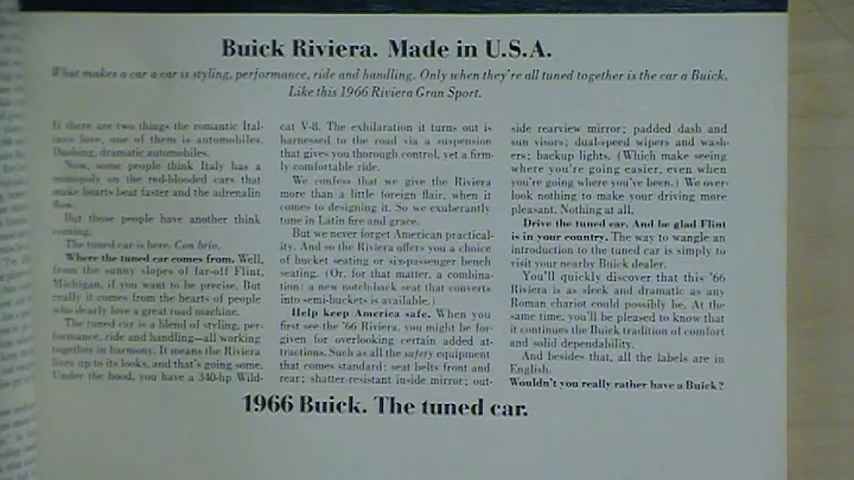 Buick Riviera. Made in U.S.A.
What makes a car a car is styling, performance, ride and handling. Only when they're all tuned together is the car a Buick.
Like this 1966 Riviera Gran Sport.
If there are two things the romantic Ital-
ians love, one of them is automobiles.
Dashing, dramatic automobiles.
Now, some people think Italy has a
monopoly on the red-blooded cars that
make hearts beat faster and the adrenalin
flow.
But those people have another think
coming.
The tuned car is here. Con brio.
Where the tuned car comes from. Well,
from the sunny slopes of far-off Flint,
Michigan, if you want to be precise. But
really it comes from the hearts of people
who dearly love a great road machine.
The tuned car is a blend of styling, per-
formance, ride and handling—all working
together in harmony. It means the Riviera
lives up to its looks, and that's going some.
Under the hood, you have a 340-hp Wild-
cat V-8. The exhilaration it turns out is
harnessed to the road via a suspension
that gives you thorough control, yet a firm-
ly comfortable ride.
We confess that we give the Riviera
more than a little foreign flair, when it
comes to designing it. So we exuberantly
tune in Latin fire and grace.
But we never forget American practical-
ity. And so the Riviera offers you a choice
of bucket seating or six-passenger bench
seating. (Or, for that matter, a combina-
tion: a new notch-back seat that converts
into semi-buckets is available.)
Help keep America safe. When you
first see the '66 Riviera, you might be for-
given for overlooking certain added at-
tractions. Such as all the safety equipment
that comes standard: seat belts front and
rear; shatter-resistant inside mirror; out-
side rearview mirror; padded dash and
sun visors; dual-speed wipers and wash-
ers; backup lights. (Which make seeing
where you're going easier, even when
you're going where you've been.) We over-
look nothing to make your driving more
pleasant. Nothing at all.
Drive the tuned car. And be glad Flint
is in your country. The way to wangle an
introduction to the tuned car is simply to
visit your nearby Buick dealer.
You'll quickly discover that this '66
Riviera is as sleek and dramatic as any
Roman chariot could possibly be. At the
same time, you'll be pleased to know that
it continues the Buick tradition of comfort
and solid dependability.
And besides that, all the labels are in
English.
Wouldn't you really rather have a Buick?
1966 Buick. The tuned car.